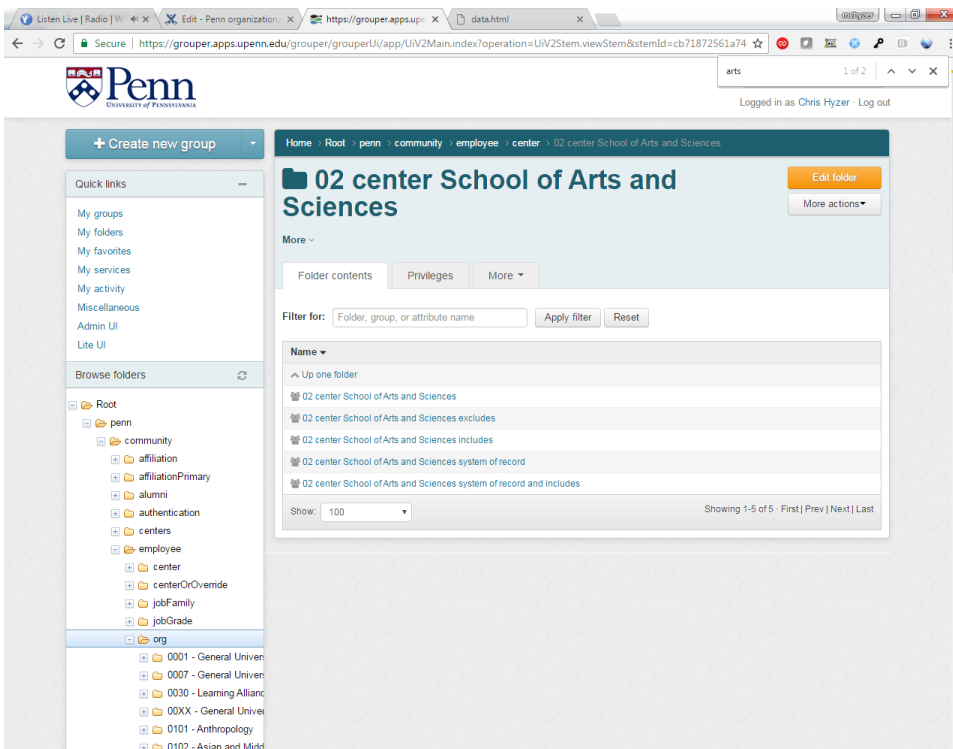 Listen Live | Radio | W
Edit - Penn organization
https://grouper.apps.upe
data.html
mchyzer
Secure | https://grouper.apps.upenn.edu/grouper/grouperUi/app/UiV2Main.index?operation=UiV2Stem.viewStem&stemId=cb71872561a74
arts
1 of 2
Penn
UNIVERSITY of PENNSYLVANIA
Logged in as Chris Hyzer · Log out
+ Create new group
Home > Root > penn > community > employee > center > 02 center School of Arts and Sciences
02 center School of Arts and
Sciences
Edit folder
More actions
More
Quick links
My groups
My folders
My favorites
My services
My activity
Miscellaneous
Admin UI
Lite UI
Folder contents
Privileges
More
Filter for:
Folder, group, or attribute name
Apply filter
Reset
Name
Up one folder
02 center School of Arts and Sciences
02 center School of Arts and Sciences excludes
02 center School of Arts and Sciences includes
02 center School of Arts and Sciences system of record
02 center School of Arts and Sciences system of record and includes
Show: 100
Showing 1-5 of 5 · First | Prev | Next | Last
Browse folders
Root
penn
community
affiliation
affiliationPrimary
alumni
authentication
centers
employee
center
centerOrOverride
jobFamily
jobGrade
org
0001 - General Univers
0007 - General Univers
0030 - Learning Allianc
00XX - General Univer
0101 - Anthropology
0102 - Asian and Midd